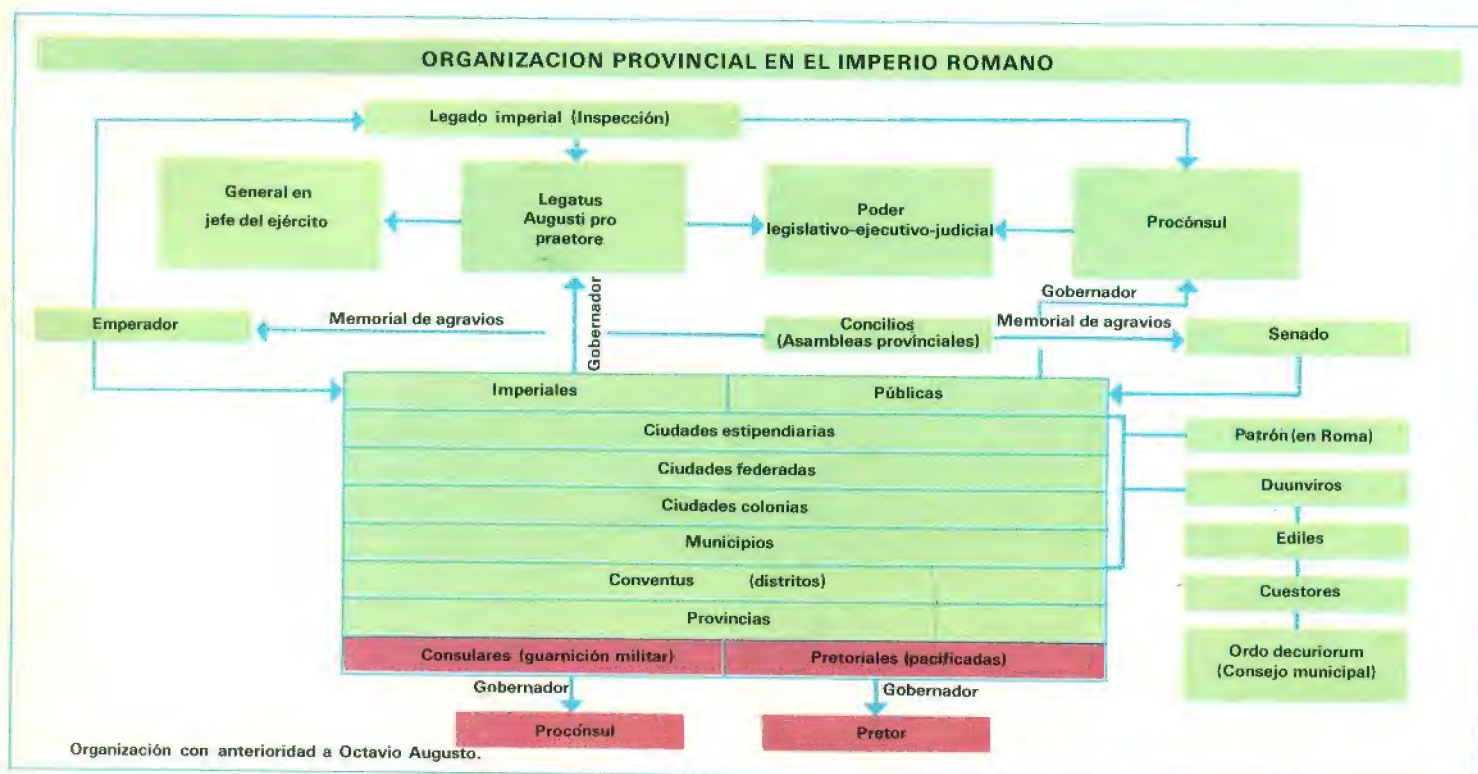 ORGANIZACION PROVINCIAL EN EL IMPERIO ROMANO
Legado imperial (Inspección)
General en
jefe del ejército
Legatus
Augusti pro
praetore
Poder
legislativo-ejecutivo-judicial
Procónsul
Gobernador
Gobernador
Emperador
Memorial de agravios
Concilios
(Asambleas provinciales)
Memorial de agravios
Senado
Imperiales
Públicas
Ciudades estipendiarias
Patrón (en Roma)
Ciudades federadas
Duunviros
Ciudades colonias
Municipios
Ediles
Conventus (distritos)
Cuestores
Provincias
Consulares (guarnición militar)
Pretoriales (pacificadas)
Ordo decuriorum
(Consejo municipal)
Gobernador
Gobernador
Procónsul
Pretor
Organización con anterioridad a Octavio Augusto.